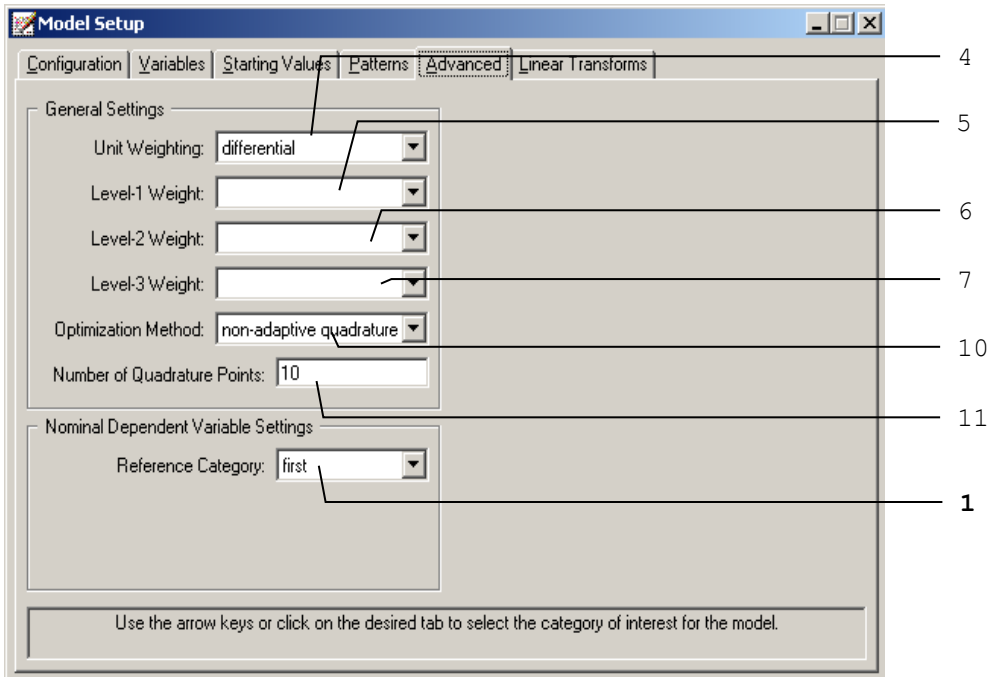 Model Setup
Configuration Variables Starting Values Patterns Advanced Linear Transforms
4
General Settings
5
Unit Weighting: differential
Level-1 Weight:
6
Level-2 Weight:
7
Level-3 Weight:
Optimization Method: non-adaptive quadrature
10
Number of Quadrature Points: 10
11
Nominal Dependent Variable Settings
Reference Category: first
1
Use the arrow keys or click on the desired tab to select the category of interest for the model.